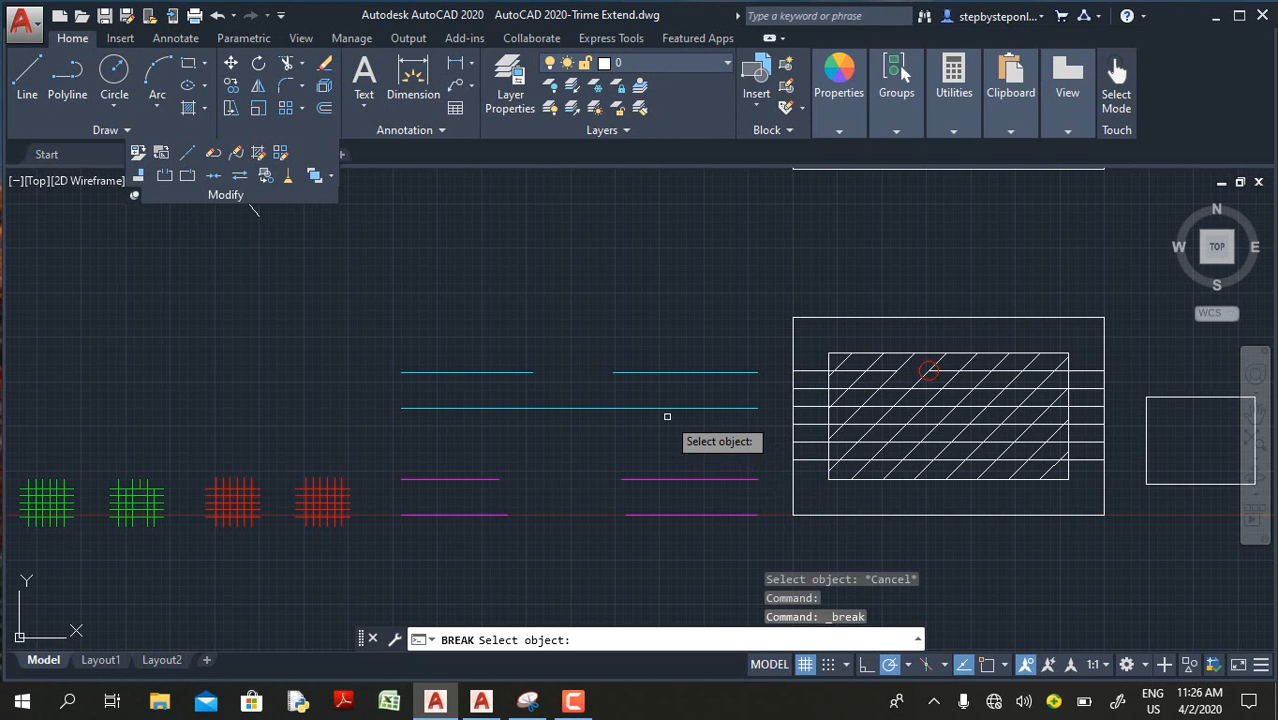 Autodesk AutoCAD 2020 AutoCAD 2020-Trime Extend.dwg Type a keyword or phrase stepbysteponl...
Home Insert Annotate Parametric View Manage Output Add-ins Collaborate Express Tools Featured Apps
0
Line Polyline Circle Arc Text Dimension Layer Properties Insert Properties Groups Utilities Clipboard View Select Mode
Draw Annotation Layers Block Touch
Start
[−][Top][2D Wireframe]
Modify
N
W TOP E
S
WCS
Select object:
Y
X
Select object: *Cancel*
Command:
Command: _break
BREAK Select object:
Model Layout1 Layout2 + MODEL 1:1
ENG
US
11:26 AM
4/2/2020